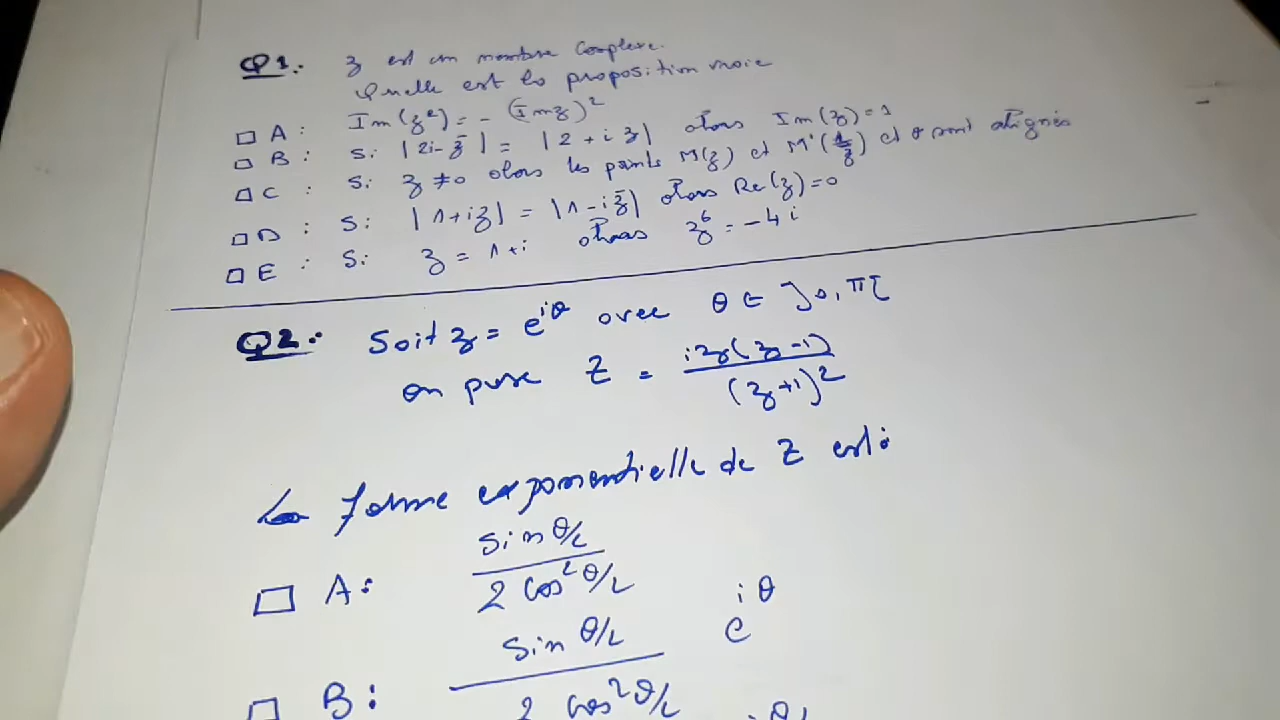 Q1: z est un nombre complexe.
Quelle est la proposition vraie
□ A : Im(z²) = - (Imz)²
□ B : Si |2i-z̄| = |2+iz| alors Im(z)=1
□ C : Si z≠0 alors les points M(z) et M'(1/z̄) et O sont alignés
□ D : Si |1+iz| = |1-iz̄| alors Re(z)=0
□ E : Si z = 1+i alors z⁶ = -4i
Q2: Soit z = e^{iθ} avec θ ∈ ]0,π[
on pose Z = iz(z-1) / (z+1)²
La forme exponentielle de Z est:
□ A: sin θ/2 / 2 cos² θ/2 e^{iθ}
□ B: sin θ/2 / 2 cos² θ/2